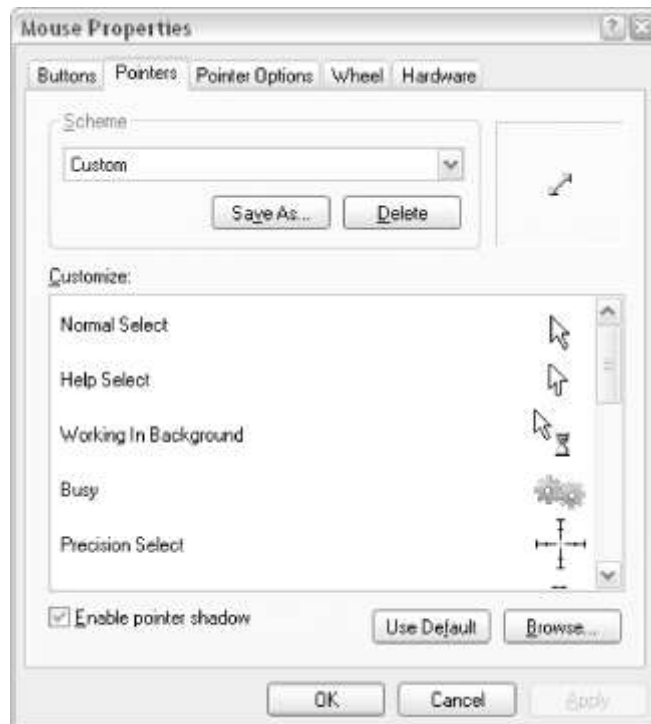 Mouse Properties
?
Buttons Pointers Pointer Options Wheel Hardware
Scheme
Custom
Save As... Delete
Customize:
Normal Select
Help Select
Working In Background
Busy
Precision Select
Enable pointer shadow
Use Default Browse...
OK Cancel Apply